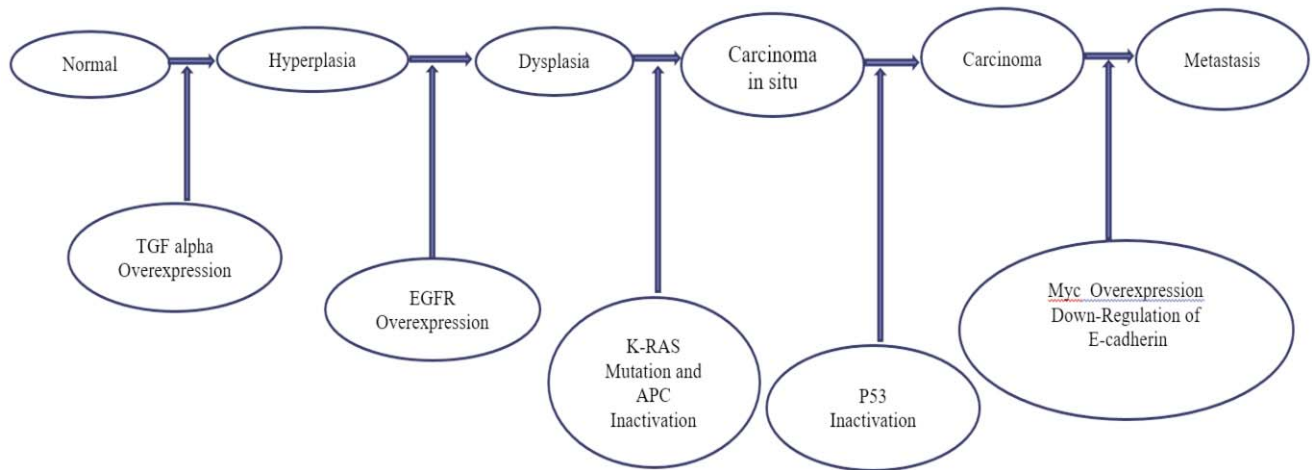 Normal
Hyperplasia
Dysplasia
Carcinoma
in situ
Carcinoma
Metastasis
TGF alpha
Overexpression
EGFR
Overexpression
K-RAS
Mutation and
APC
Inactivation
P53
Inactivation
Myc Overexpression
Down-Regulation of
E-cadherin